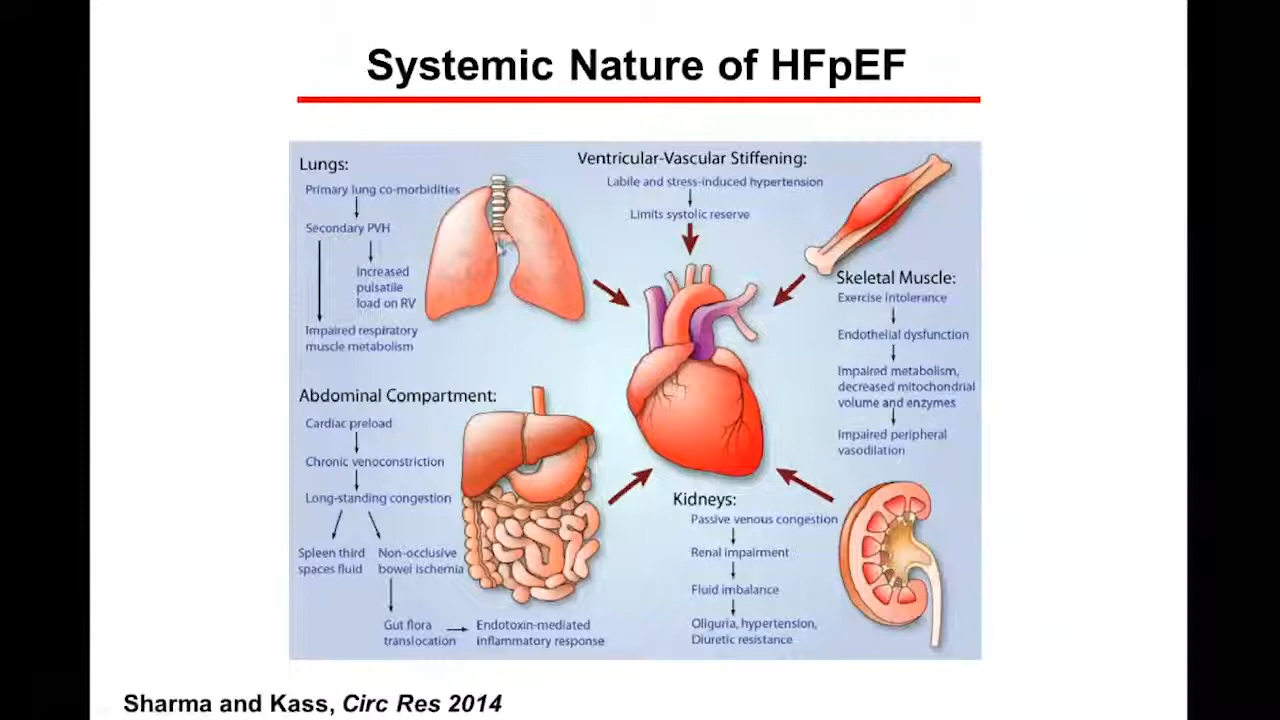 Systemic Nature of HFpEF
Lungs:
Primary lung co-morbidities
Secondary PVH
Increased
pulsatile
load on RV
Impaired respiratory
muscle metabolism
Ventricular-Vascular Stiffening:
Labile and stress-induced hypertension
Limits systolic reserve
Skeletal Muscle:
Exercise intolerance
Endothelial dysfunction
Impaired metabolism,
decreased mitochondrial
volume and enzymes
Impaired peripheral
vasodilation
Abdominal Compartment:
Cardiac preload
Chronic venoconstriction
Long-standing congestion
Spleen third
spaces fluid
Non-occlusive
bowel ischemia
Gut flora
translocation
Endotoxin-mediated
inflammatory response
Kidneys:
Passive venous congestion
Renal impairment
Fluid imbalance
Oliguria, hypertension,
Diuretic resistance
Sharma and Kass, Circ Res 2014